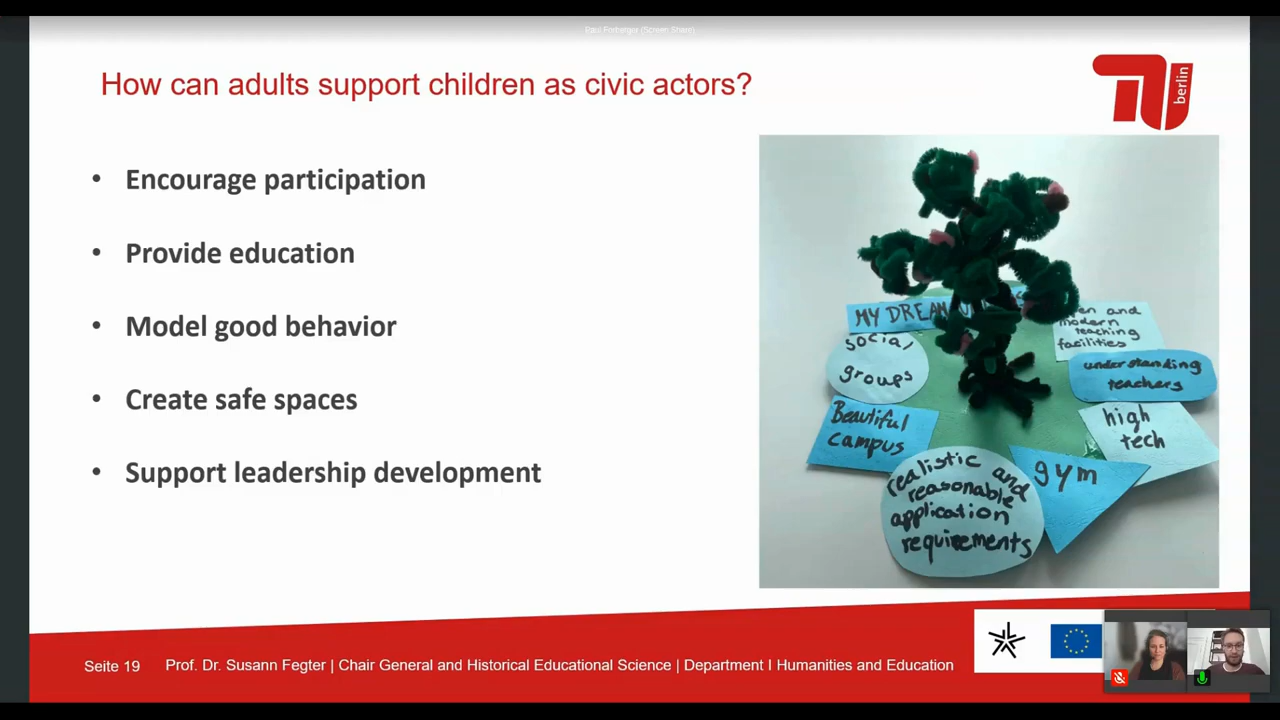 How can adults support children as civic actors?
berlin
• Encourage participation
• Provide education
• Model good behavior
• Create safe spaces
• Support leadership development
MY DREAM
social
groups
Beautiful
campus
realistic and
reasonable
application
requirements
gym
high
tech
understanding
teachers
and
modern
teaching
facilities
Seite 19
Prof. Dr. Susann Fegter | Chair General and Historical Educational Science | Department I Humanities and Education